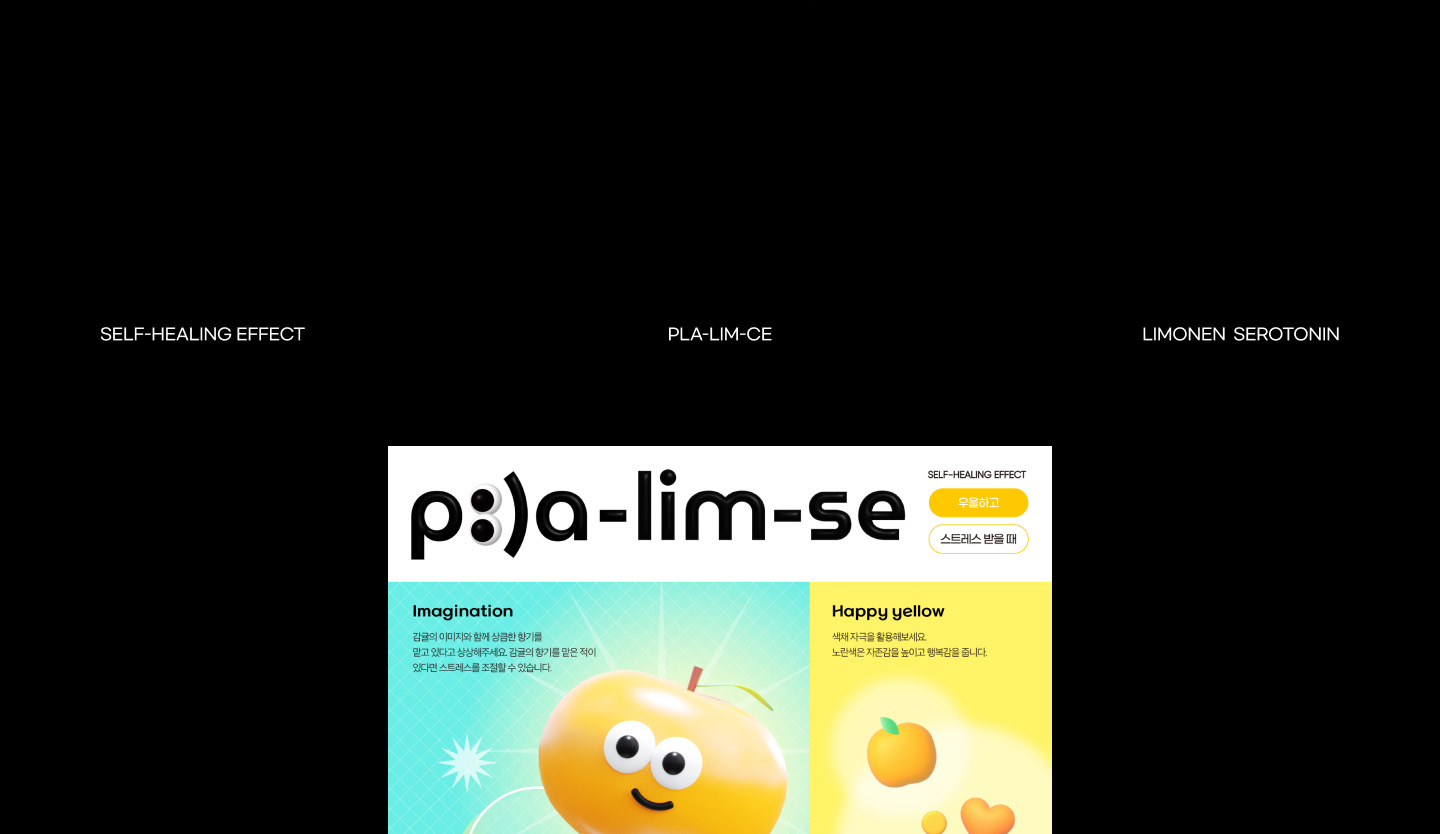 SELF-HEALING EFFECT
PLA-LIM-CE
LIMONEN SEROTONIN
p:)a-lim-se
SELF-HEALING EFFECT
우울하고
스트레스 받을 때
Imagination
감귤의 이미지와 함께 상큼한 향기를
맡고 있다고 상상해주세요. 감귤의 향기를 맡은 적이
있다면 스트레스를 조절할 수 있습니다.
Happy yellow
색채 자극을 활용해보세요.
노란색은 자존감을 높이고 행복감을 줍니다.